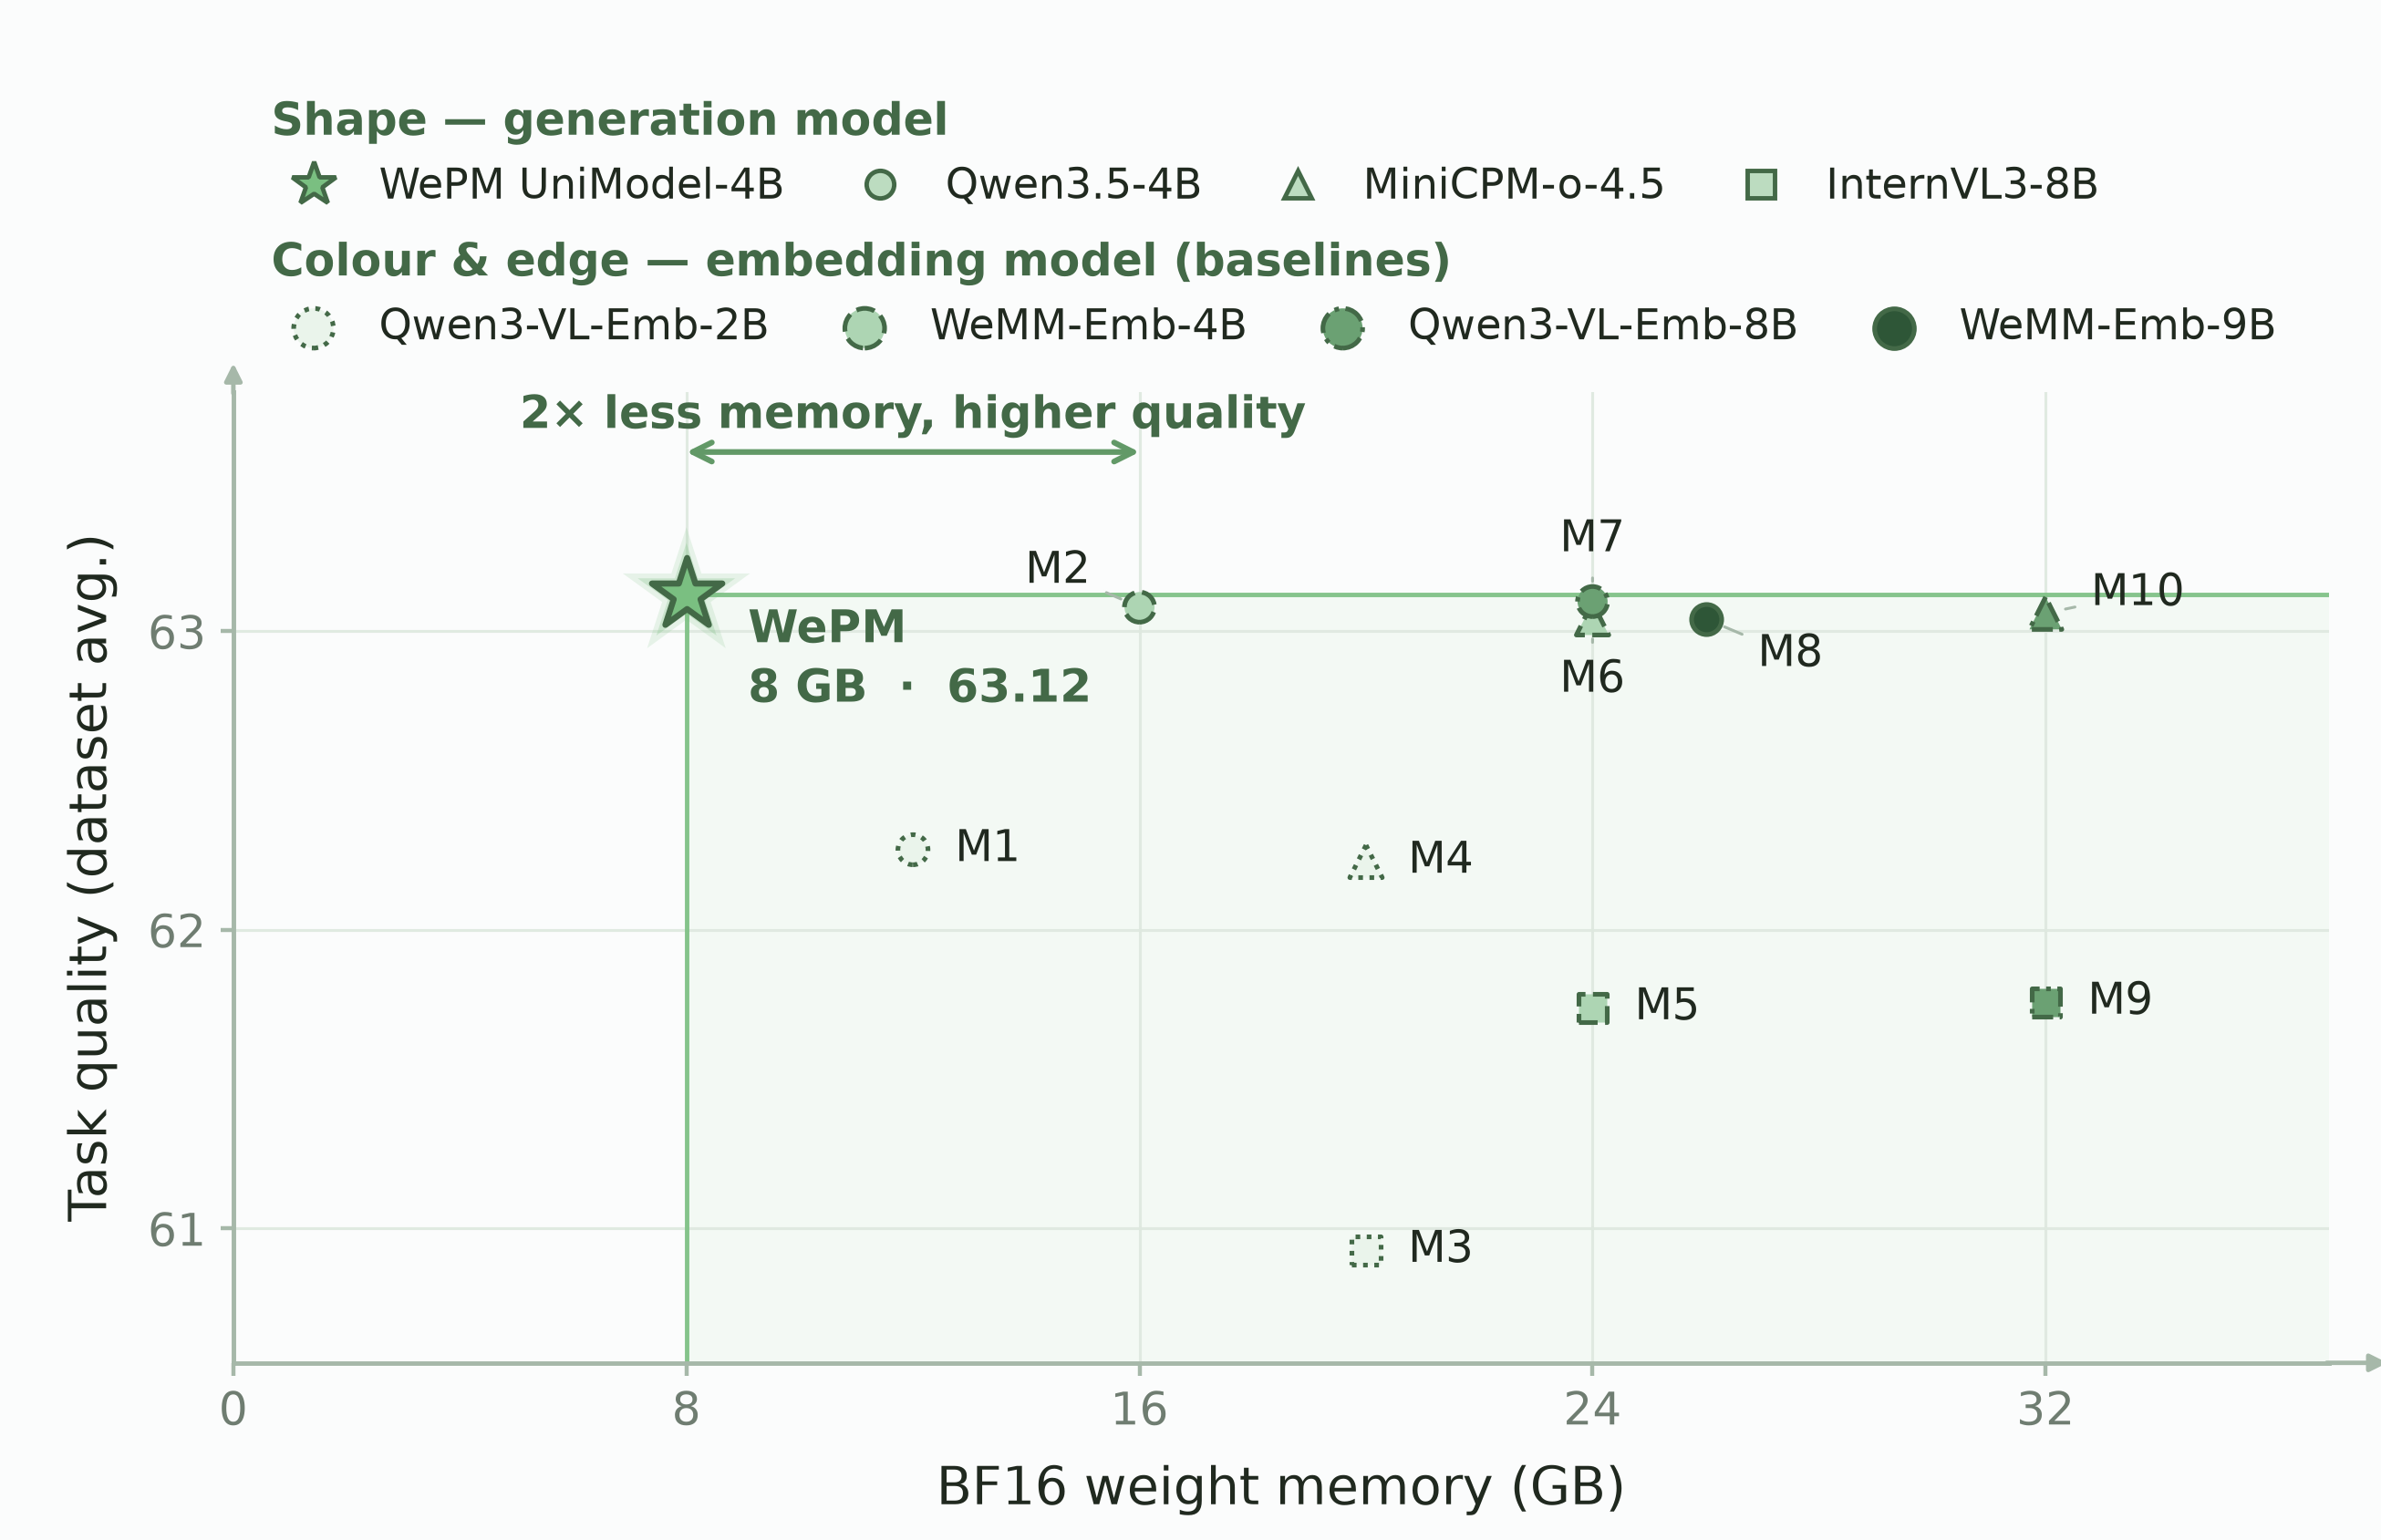 Shape — generation model
WePM UniModel-4B
Qwen3.5-4B
MiniCPM-o-4.5
InternVL3-8B
Colour & edge — embedding model (baselines)
Qwen3-VL-Emb-2B
WeMM-Emb-4B
Qwen3-VL-Emb-8B
WeMM-Emb-9B
2× less memory, higher quality
M7
M2
M10
WePM
8 GB · 63.12
M8
M6
M1
M4
M5
M9
M3
Task quality (dataset avg.)
63
62
61
0
8
16
24
32
BF16 weight memory (GB)